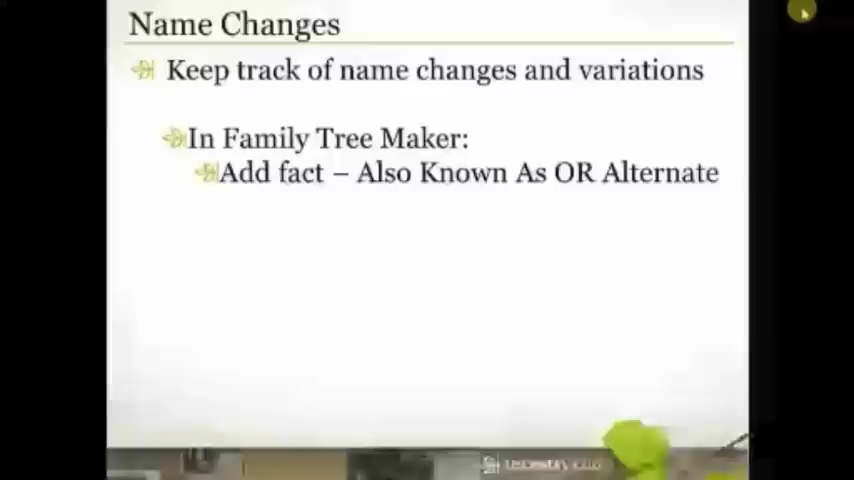 Name Changes
Keep track of name changes and variations
In Family Tree Maker:
Add fact – Also Known As OR Alternate